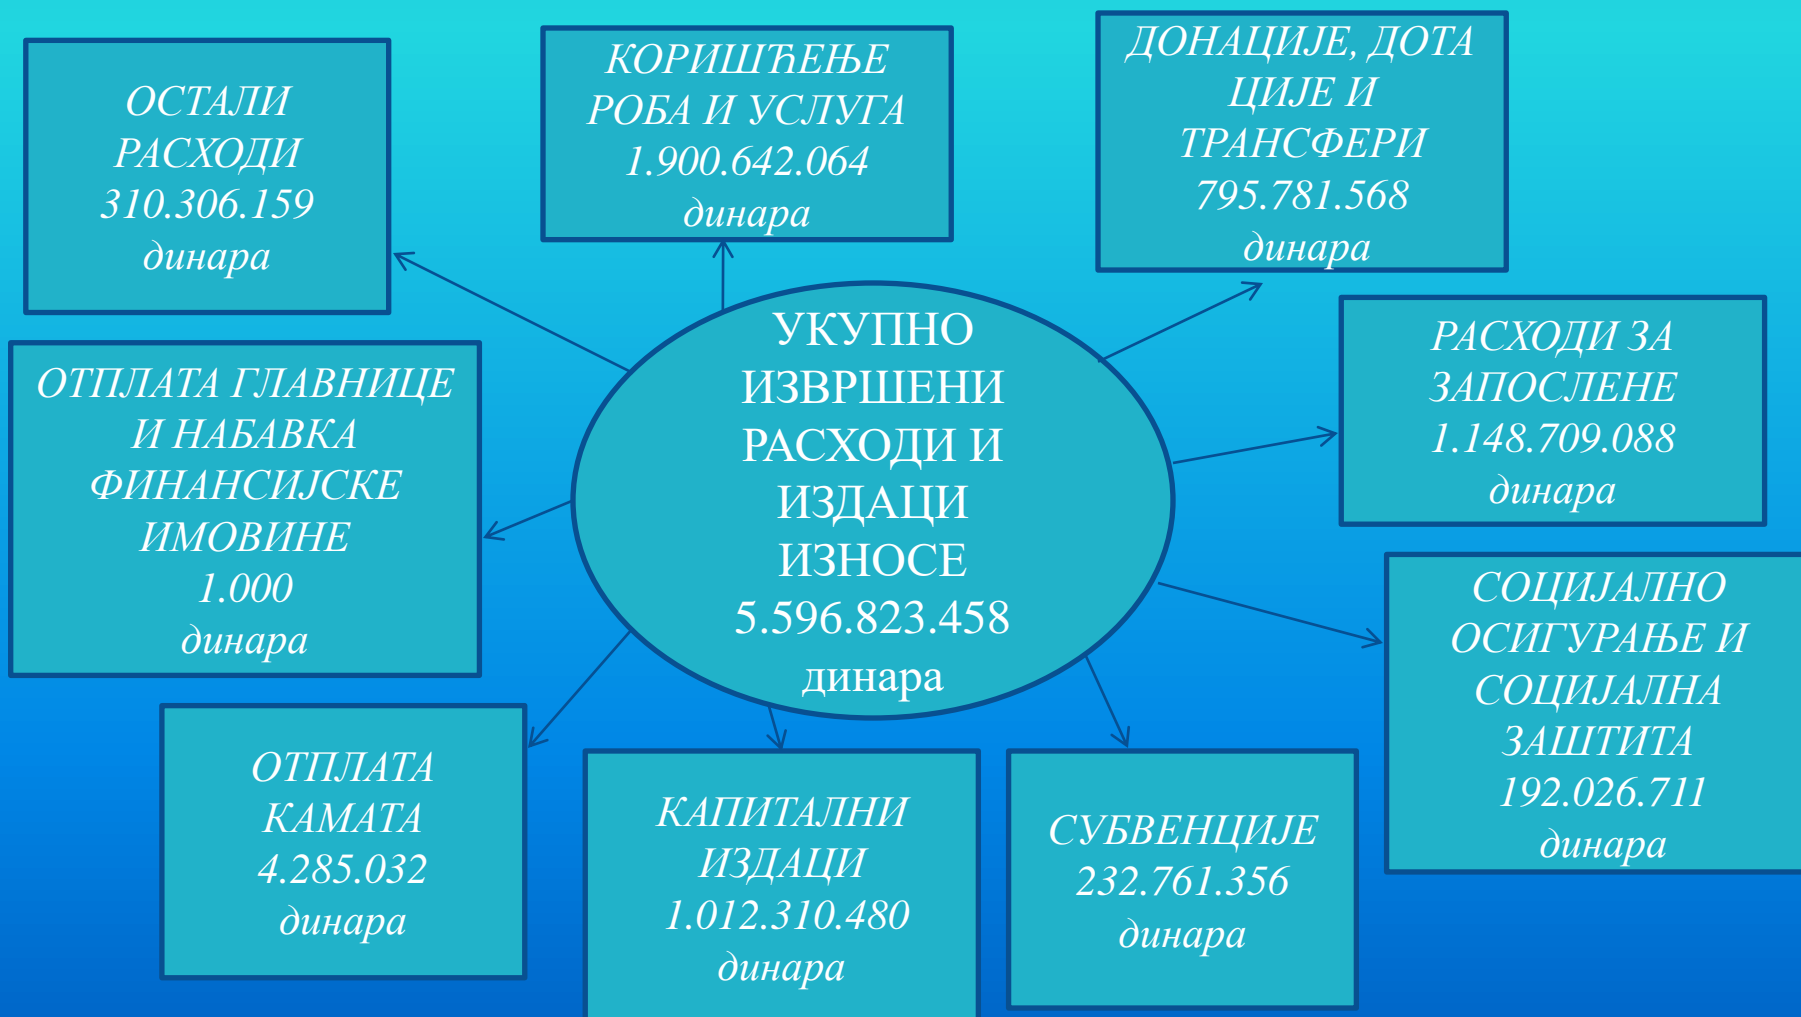 ОСТАЛИ
РАСХОДИ
310.306.159
динара
КОРИШЋЕЊЕ
РОБА И УСЛУГА
1.900.642.064
динара
ДОНАЦИЈЕ, ДОТА
ЦИЈЕ И
ТРАНСФЕРИ
795.781.568
динара
ОТПЛАТА ГЛАВНИЦЕ
И НАБАВКА
ФИНАНСИЈСКЕ
ИМОВИНЕ
1.000
динара
УКУПНО
ИЗВРШЕНИ
РАСХОДИ И
ИЗДАЦИ
ИЗНОСЕ
5.596.823.458
динара
РАСХОДИ ЗА
ЗАПОСЛЕНЕ
1.148.709.088
динара
СОЦИЈАЛНО
ОСИГУРАЊЕ И
СОЦИЈАЛНА
ЗАШТИТА
192.026.711
динара
ОТПЛАТА
КАМАТА
4.285.032
динара
КАПИТАЛНИ
ИЗДАЦИ
1.012.310.480
динара
СУБВЕНЦИЈЕ
232.761.356
динара